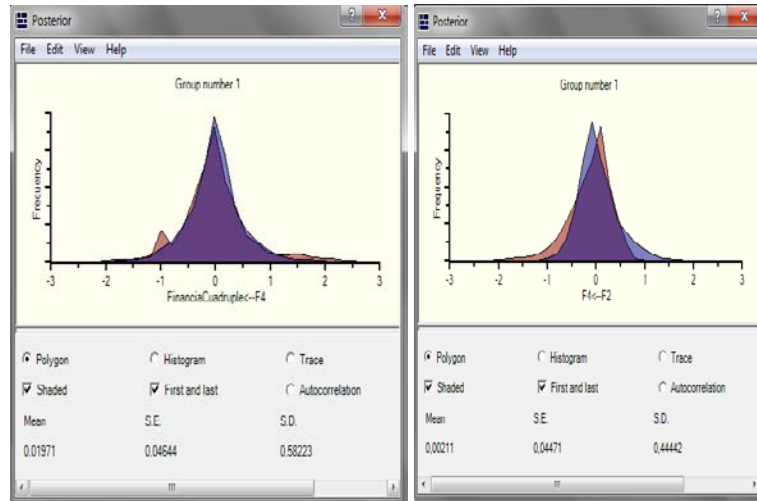 Posterior
File Edit View Help
Group number 1
Frecuency
-3 -2 -1 0 1 2 3
FinanciaCuadruple<--F4
Polygon Histogram Trace
Shaded First and last Autocorrelation
Mean S.E. S.D.
0.01971 0.04644 0.58223
Posterior
File Edit View Help
Group number 1
Frequency
-3 -2 -1 0 1 2 3
F4<--F2
Polygon Histogram Trace
Shaded First and last Autocorrelation
Mean S.E. S.D.
0,00211 0,04471 0,44442